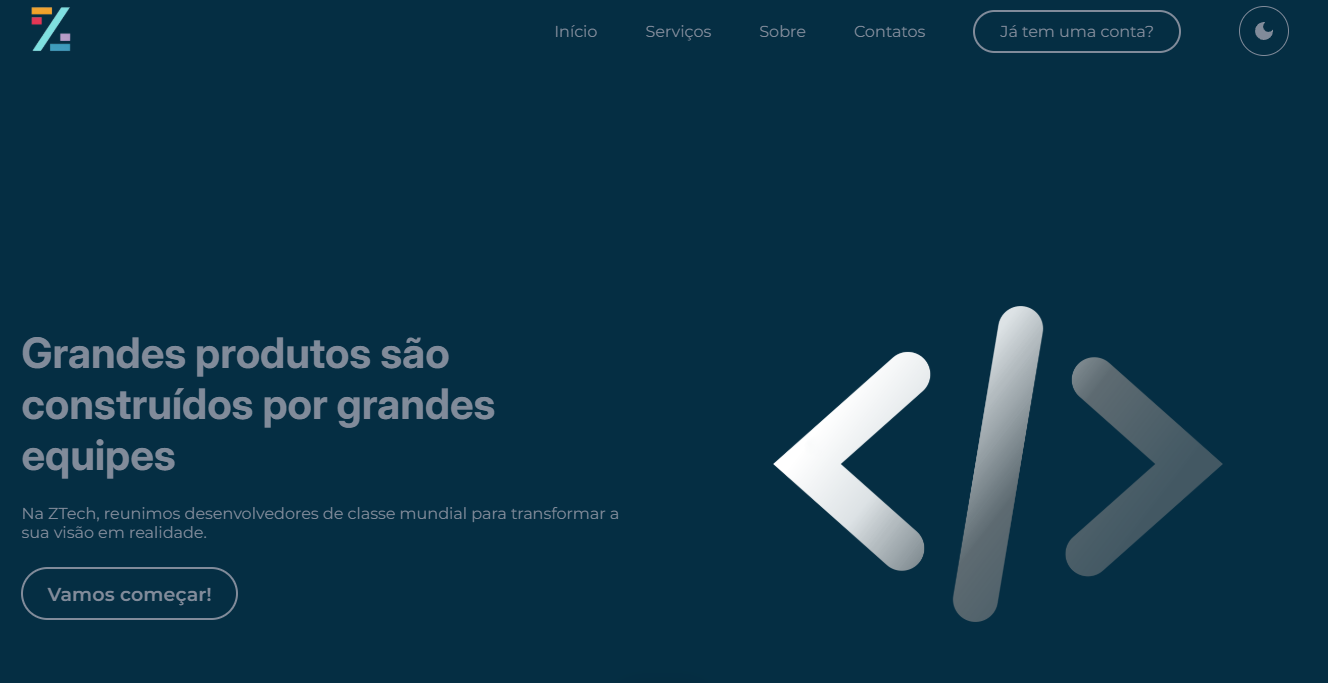 Início
Serviços
Sobre
Contatos
Já tem uma conta?
Grandes produtos são
construídos por grandes
equipes
Na ZTech, reunimos desenvolvedores de classe mundial para transformar a
sua visão em realidade.
Vamos começar!